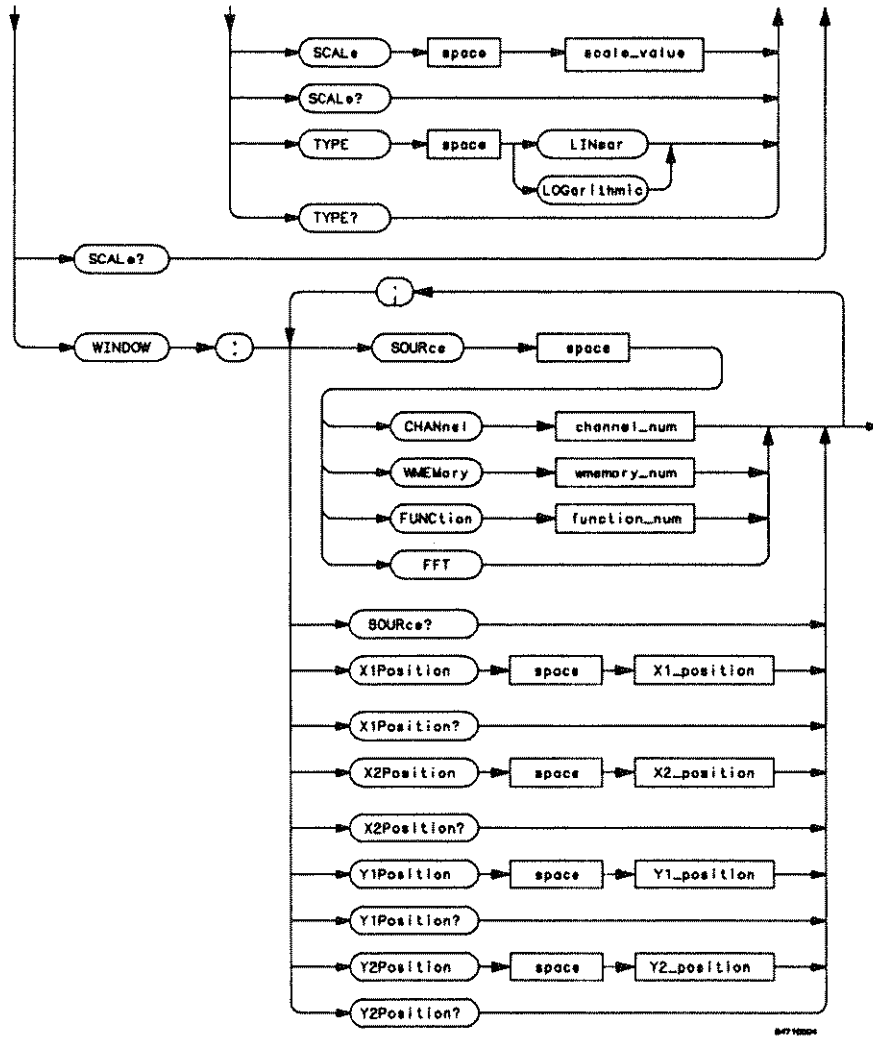 SCALe space scale_value
SCALe?
TYPE space LINear
LOGarithmic
TYPE?
SCALe?
;
WINDOW : SOURce space
CHANnel channel_num
WMEMory wmemory_num
FUNCtion function_num
FFT
SOURce?
X1Position space X1_position
X1Position?
X2Position space X2_position
X2Position?
Y1Position space Y1_position
Y1Position?
Y2Position space Y2_position
Y2Position?